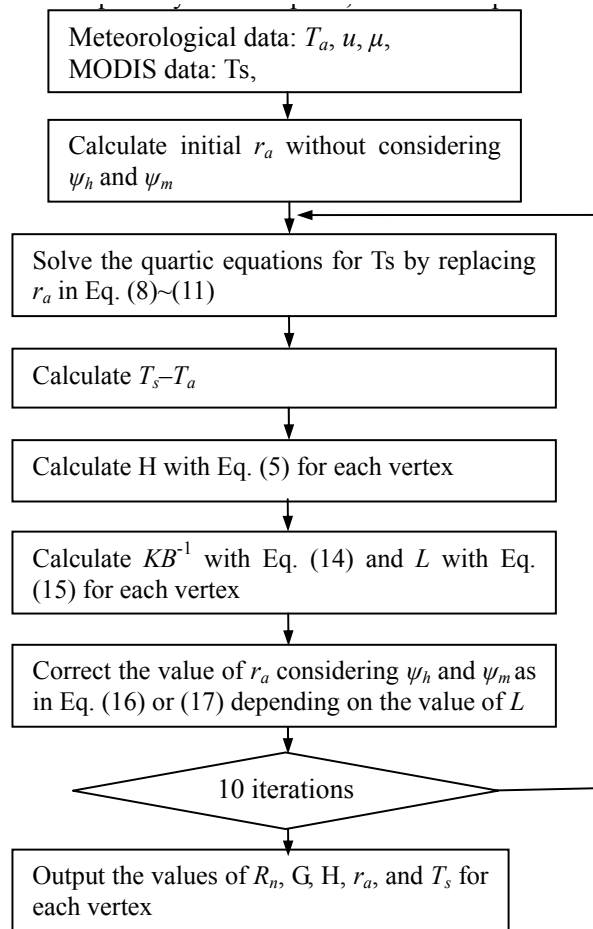 Meteorological data: Tₐ, u, μ,
MODIS data: Ts,
Calculate initial rₐ without considering
ψₕ and ψₘ
Solve the quartic equations for Ts by replacing
rₐ in Eq. (8)~(11)
Calculate Tₛ–Tₐ
Calculate H with Eq. (5) for each vertex
Calculate KB⁻¹ with Eq. (14) and L with Eq.
(15) for each vertex
Correct the value of rₐ considering ψₕ and ψₘ as
in Eq. (16) or (17) depending on the value of L
10 iterations
Output the values of Rₙ, G, H, rₐ, and Tₛ for
each vertex